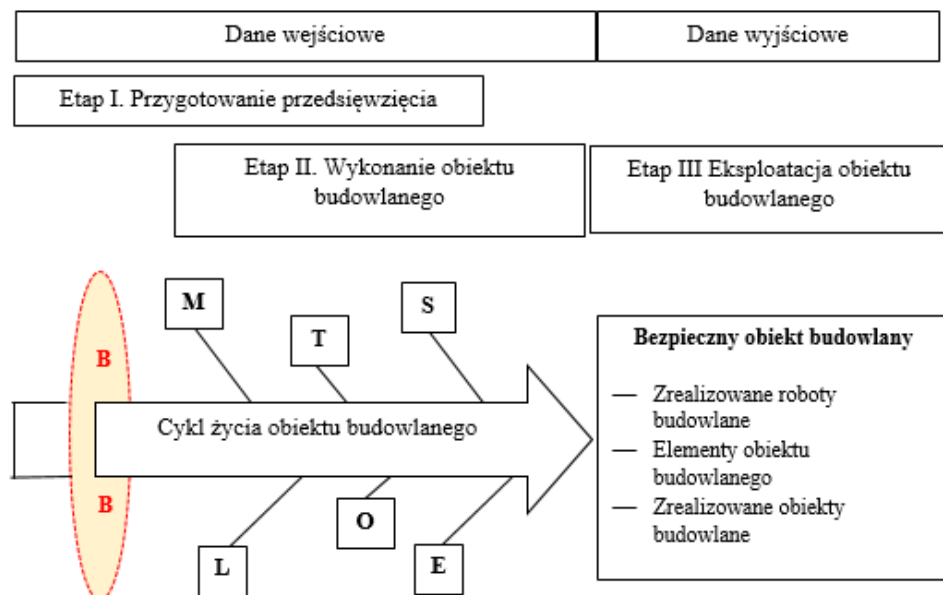 Dane wejściowe
Dane wyjściowe
Etap I. Przygotowanie przedsięwzięcia
Etap II. Wykonanie obiektu
budowlanego
Etap III Eksploatacja obiektu
budowlanego
M
T
S
B
Cykl życia obiektu budowlanego
B
L
O
E
Bezpieczny obiekt budowlany
— Zrealizowane roboty
budowlane
— Elementy obiektu
budowlanego
— Zrealizowane obiekty
budowlane